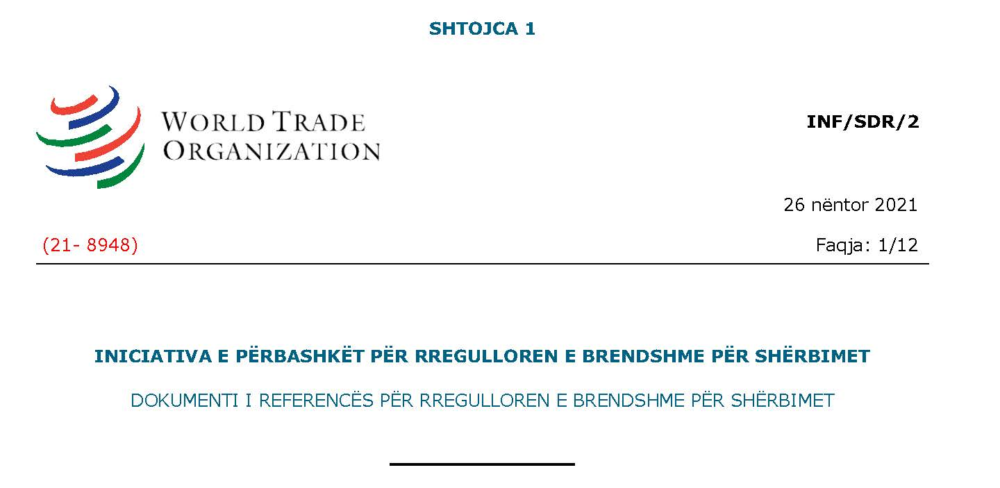 SHTOJCA 1
WORLD TRADE
ORGANIZATION
INF/SDR/2
26 nëntor 2021
(21- 8948)
Faqja: 1/12
INICIATIVA E PËRBASHKËT PËR RREGULLOREN E BRENDSHME PËR SHËRBIMET
DOKUMENTI I REFERENCËS PËR RREGULLOREN E BRENDSHME PËR SHËRBIMET